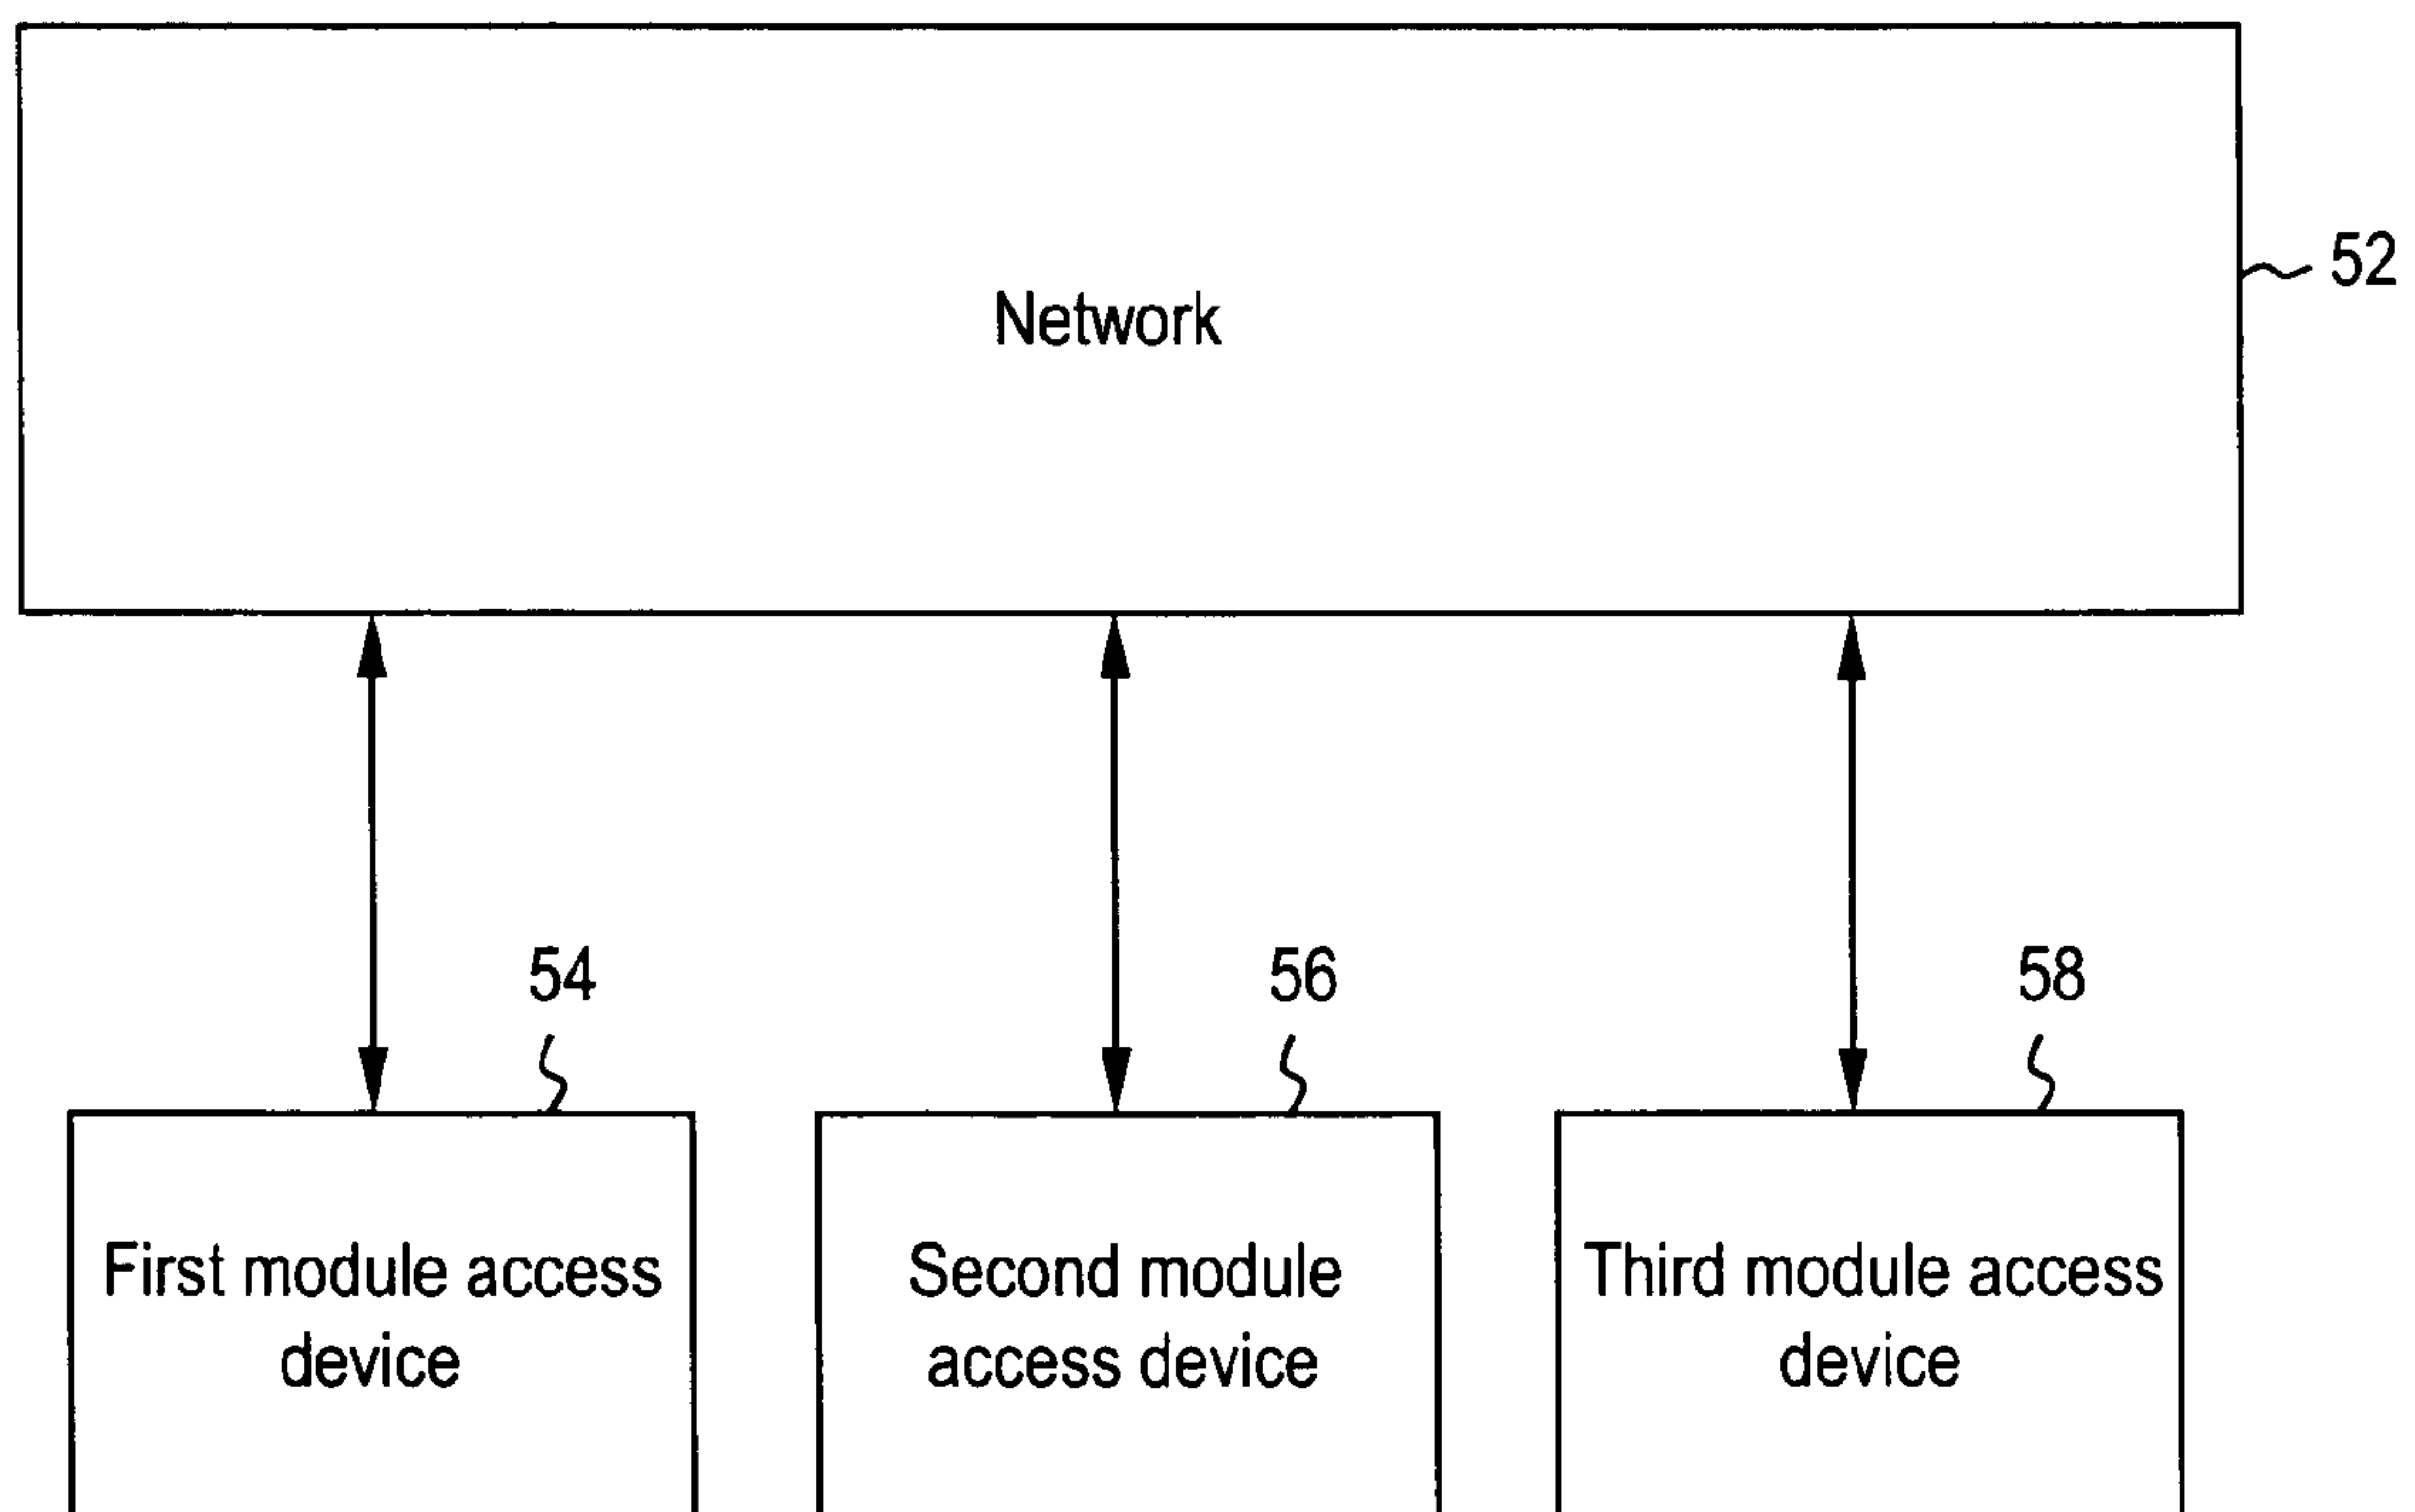 Network
52
54
56
58
First module access
device
Second module
access device
Third module access
device